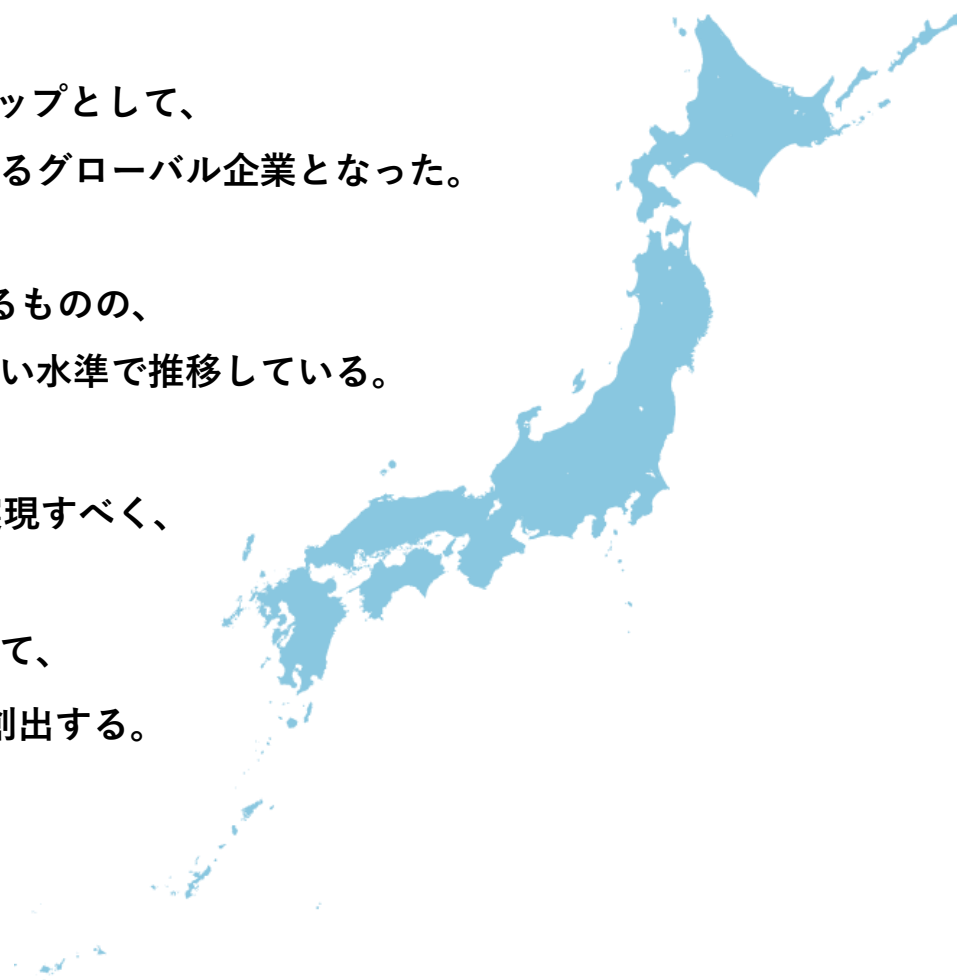 ップとして、
るグローバル企業となった。
るものの、
い水準で推移している。
現すべく、
て、
創出する。